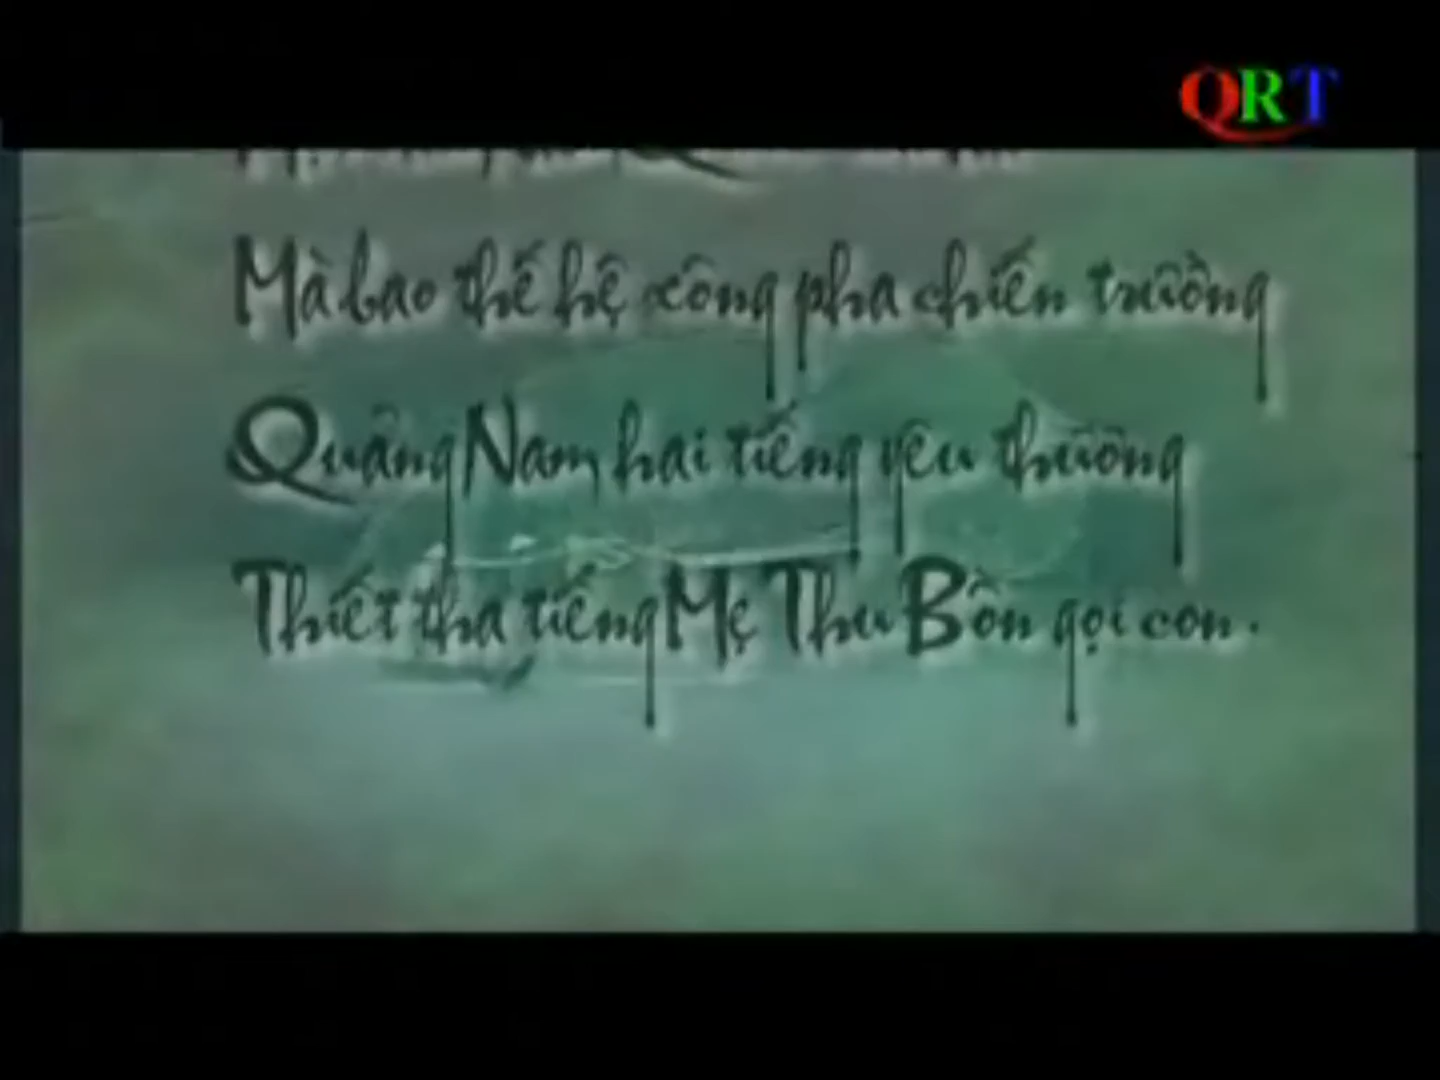 QRT
Mà bao thế hệ xông pha chiến trường
Quảng Nam hai tiếng yêu thương
Thiết tha tiếng Mẹ Thu Bồn gọi con.